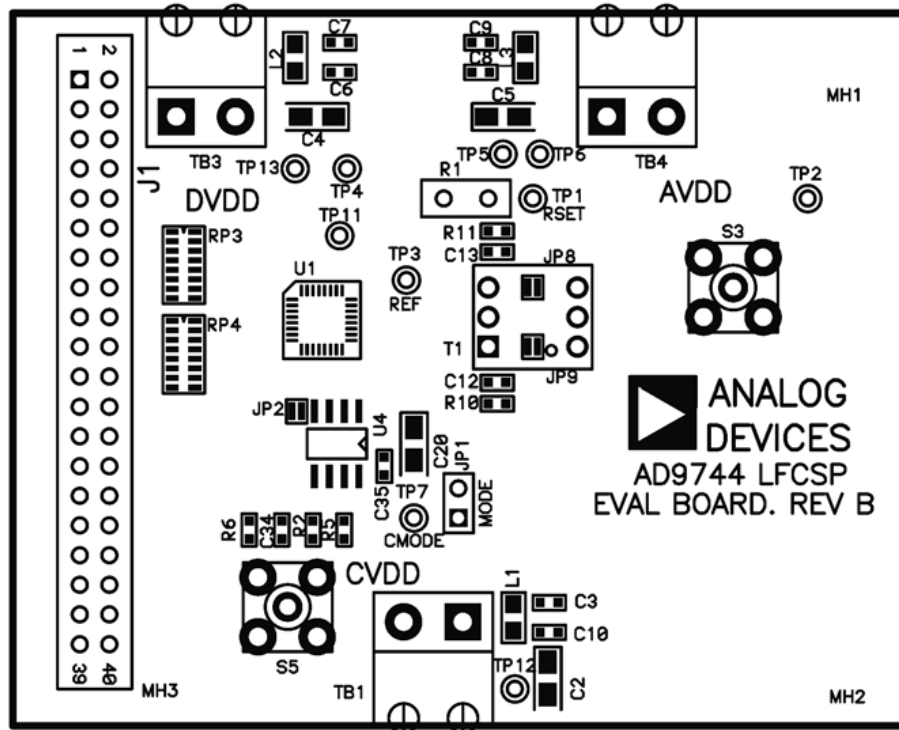 1 2
L2
C7
C6
C4
C9
C8
L3
C5
MH1
TB3
TB4
J1
TP13
TP4
TP5
TP6
DVDD
R1
TP1
RSET
AVDD
TP2
RP3
TP11
R11
C13
S3
U1
TP3
REF
JP8
RP4
T1
JP9
C12
R10
JP2
U4
C20
C35
JP1
MODE
TP7
CMODE
ANALOG
DEVICES
AD9744 LFCSP
EVAL BOARD. REV B
R6
C34
R2
R5
CVDD
L1
C3
C10
S5
TB1
TP12
C2
39 40
MH3
MH2